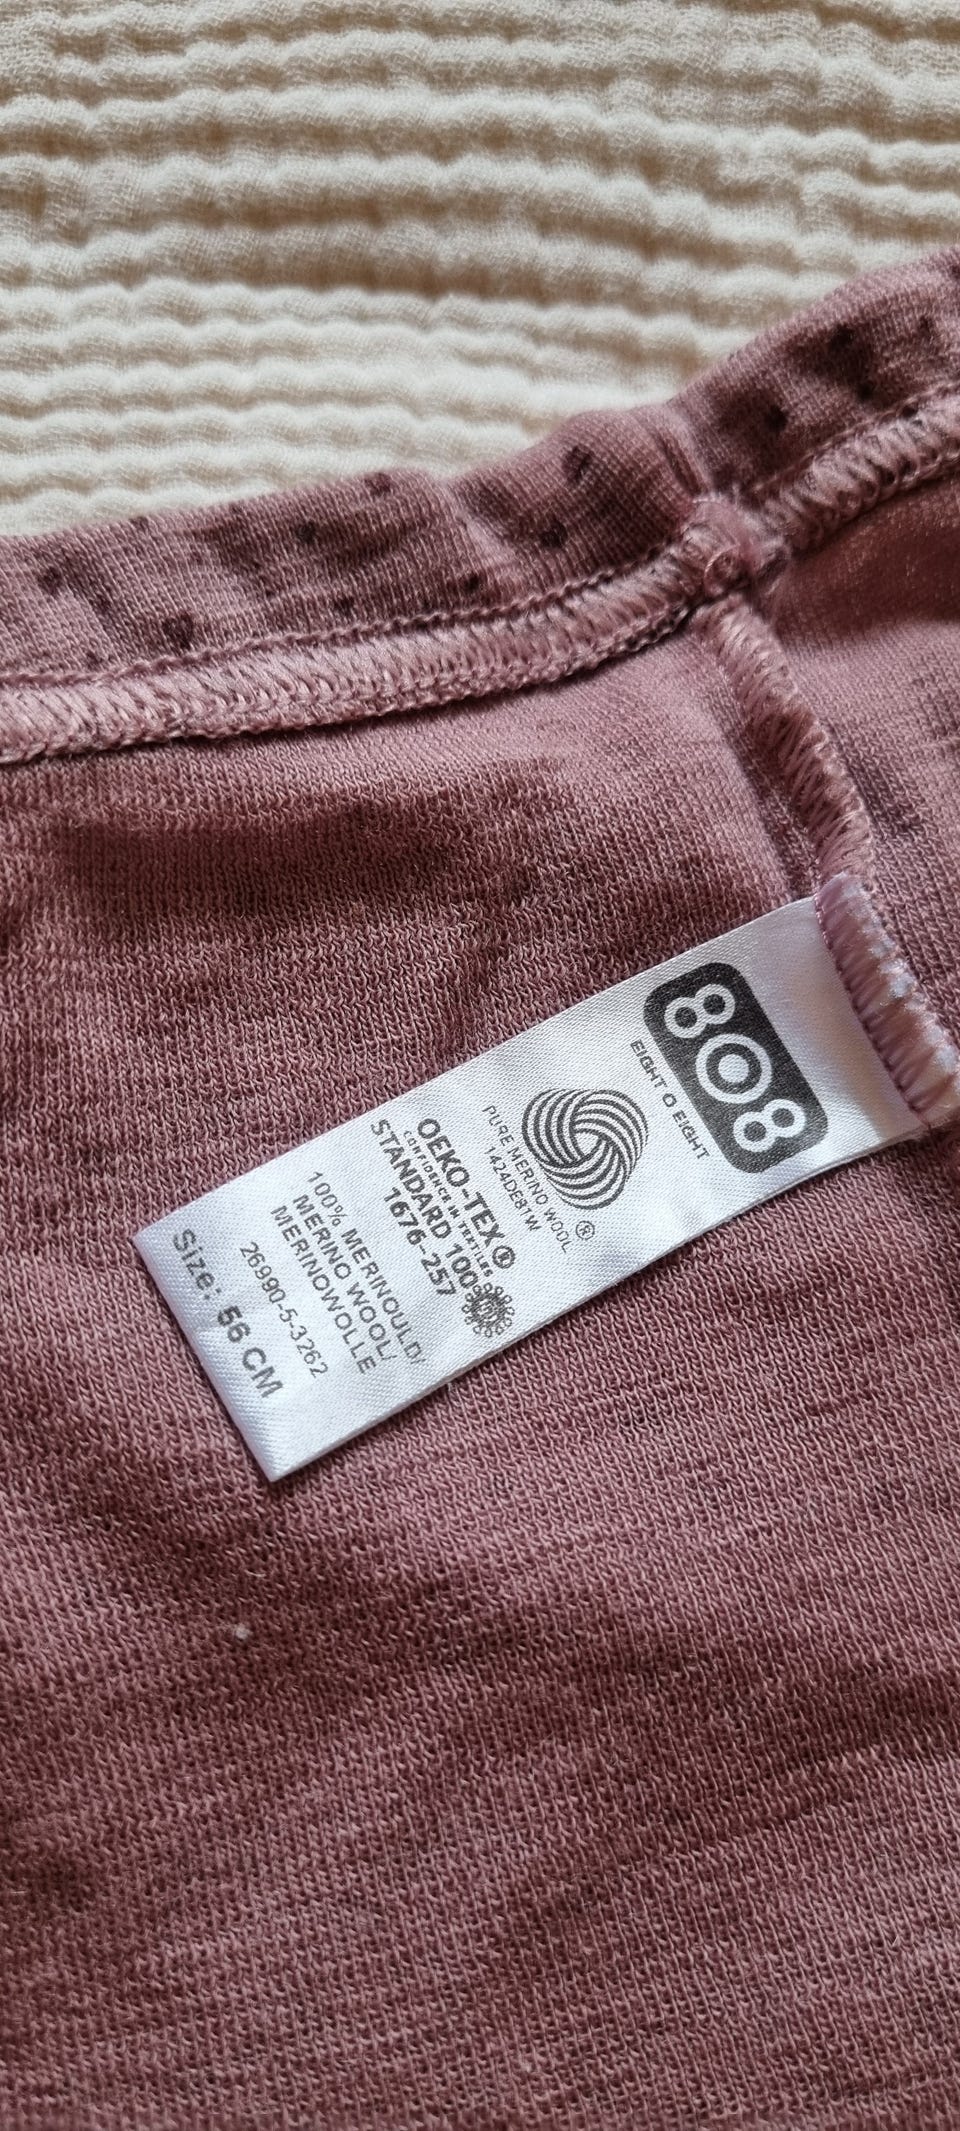 808
EIGHT O EIGHT
PURE MERINO WOOL
1424DE81W
OEKO-TEX®
CONFIDENCE IN TEXTILES
STANDARD 100
1676-257
100% MERINOULD/
MERINO WOOL/
MERINOWOLLE
26990-5-3262
Size: 56 CM